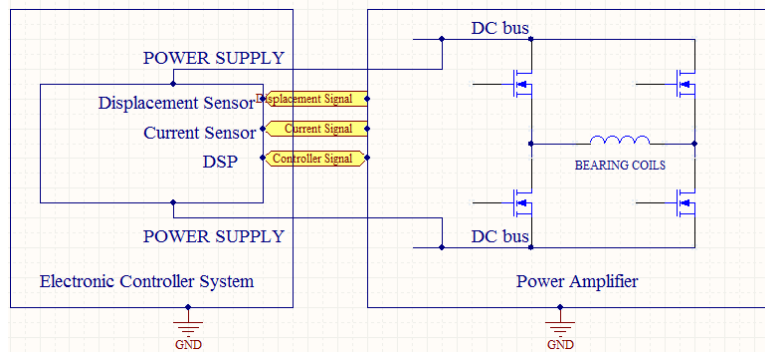 DC bus
POWER SUPPLY
Displacement Sensor
Displacement Signal
Current Sensor
Current Signal
DSP
Controller Signal
BEARING COILS
POWER SUPPLY
DC bus
Electronic Controller System
Power Amplifier
GND
GND